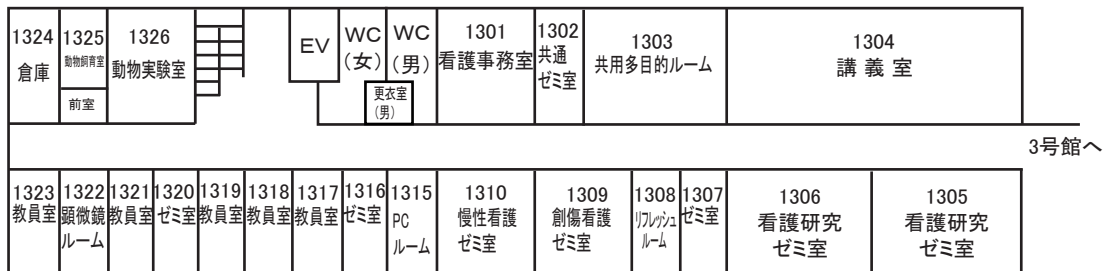 1324
倉庫
1325
動物飼育室
前室
1326
動物実験室
EV
WC
(女)
WC
(男)
更衣室
(男)
1301
看護事務室
1302
共通
ゼミ室
1303
共用多目的ルーム
1304
講義室
3号館へ
1323
教員室
1322
顕微鏡
ルーム
1321
教員室
1320
ゼミ室
1319
教員室
1318
教員室
1317
教員室
1316
ゼミ室
1315
PC
ルーム
1310
慢性看護
ゼミ室
1309
創傷看護
ゼミ室
1308
リフレッシュ
ルーム
1307
ゼミ室
1306
看護研究
ゼミ室
1305
看護研究
ゼミ室